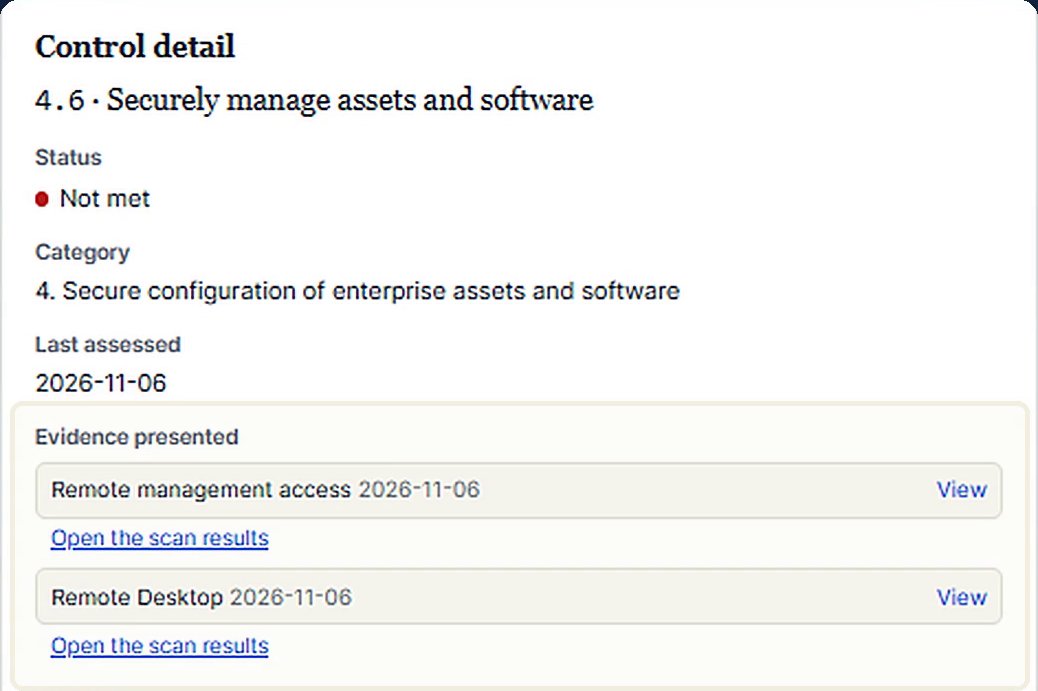 Control detail
4.6 · Securely manage assets and software
Status
Not met
Category
4. Secure configuration of enterprise assets and software
Last assessed
2026-11-06
Evidence presented
Remote management access 2026-11-06 View
Open the scan results
Remote Desktop 2026-11-06 View
Open the scan results